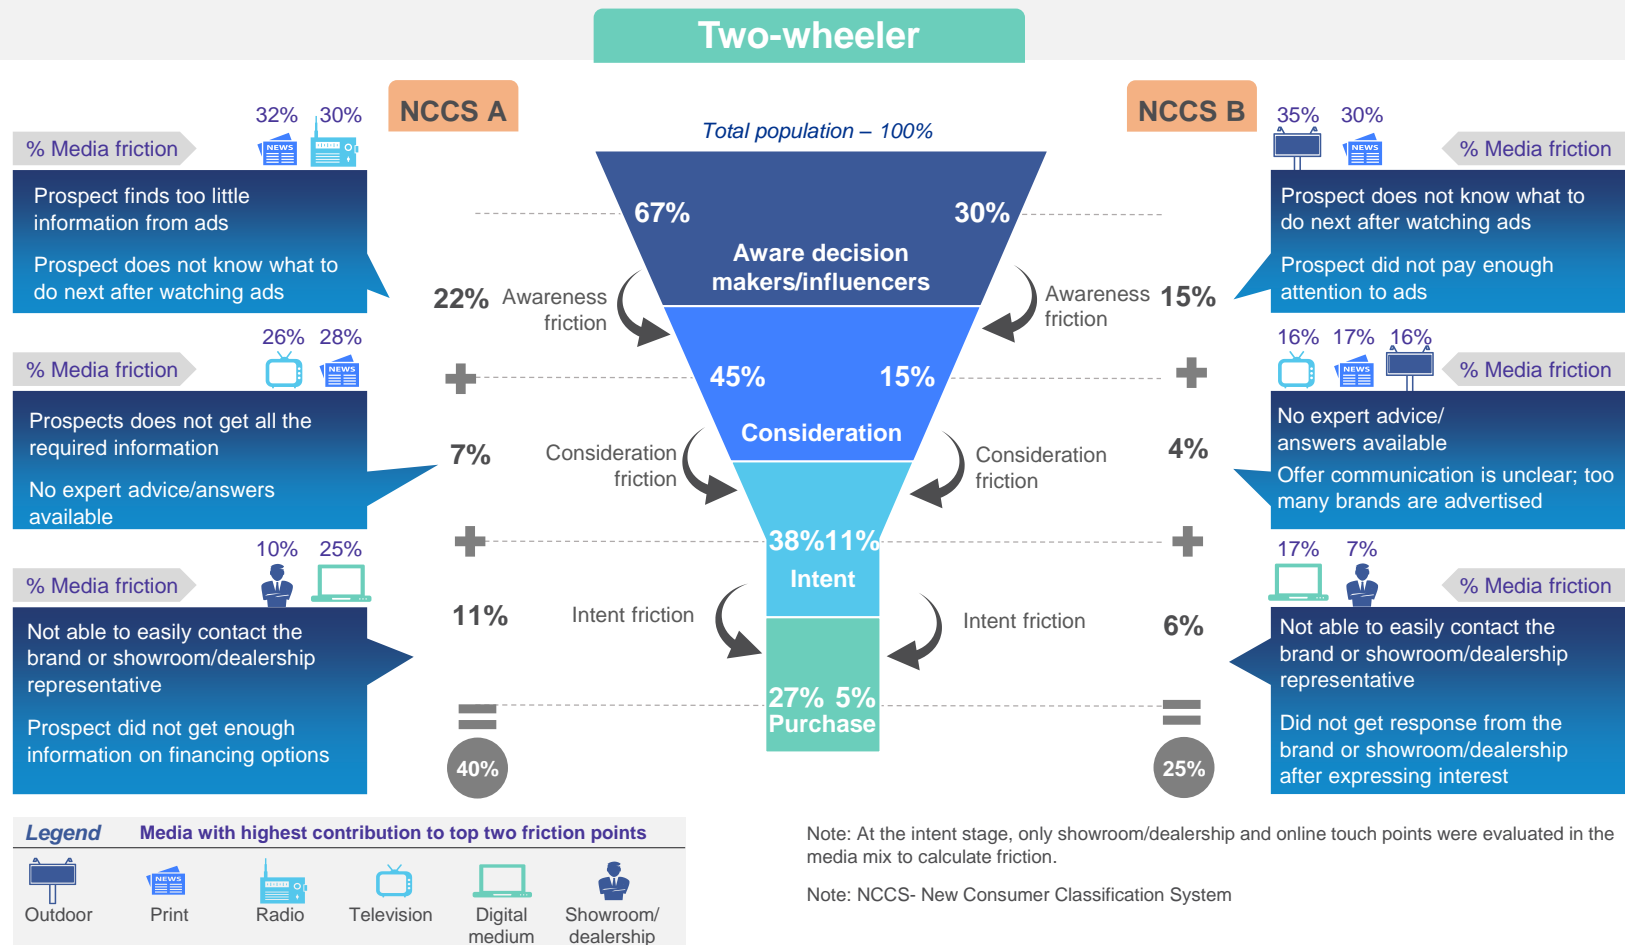 Two-wheeler
NCCS A
32%
30%
% Media friction
NEWS
Prospect finds too little
information from ads
Prospect does not know what to
do next after watching ads
26%
28%
% Media friction
NEWS
Prospects does not get all the
required information
No expert advice/answers
available
10%
25%
% Media friction
Not able to easily contact the
brand or showroom/dealership
representative
Prospect did not get enough
information on financing options
22%
Awareness
friction
7%
Consideration
friction
11%
Intent friction
40%
Total population – 100%
67%
30%
Aware decision
makers/influencers
45%
15%
Consideration
38%
11%
Intent
27%
5%
Purchase
NCCS B
Awareness
friction
15%
Consideration
friction
4%
Intent friction
6%
25%
35%
30%
NEWS
% Media friction
Prospect does not know what to
do next after watching ads
Prospect did not pay enough
attention to ads
16%
17%
16%
NEWS
% Media friction
No expert advice/
answers available
Offer communication is unclear; too
many brands are advertised
17%
7%
% Media friction
Not able to easily contact the
brand or showroom/dealership
representative
Did not get response from the
brand or showroom/dealership
after expressing interest
Legend
Media with highest contribution to top two friction points
NEWS
Outdoor
Print
Radio
Television
Digital
medium
Showroom/
dealership
Note: At the intent stage, only showroom/dealership and online touch points were evaluated in the
media mix to calculate friction.
Note: NCCS- New Consumer Classification System